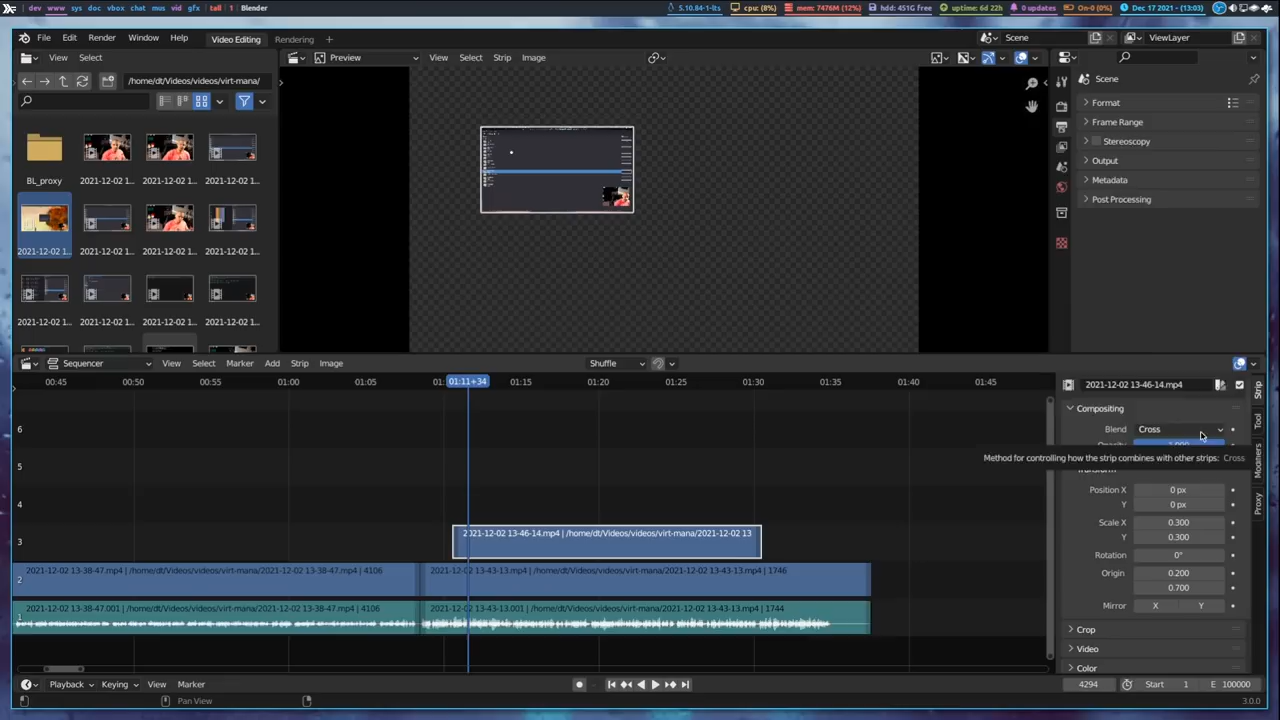 dev www sys doc vbox chat mus vid gfx | tall | 1 | Blender
5.10.84-1-lts cpu: (8%) mem: 7476M (12%) hdd: 451G free uptime: 6d 22h 0 updates On-0 (0%) Dec 17 2021 - (13:03)
File Edit Render Window Help Video Editing Rendering + Scene ViewLayer
View Select Preview View Select Strip Image
/home/dt/Videos/videos/virt-mana/ Scene
Format
Frame Range
Stereoscopy
Output
Metadata
Post Processing
BL_proxy 2021-12-02 1... 2021-12-02 1... 2021-12-02 1...
2021-12-02 1... 2021-12-02 1... 2021-12-02 1... 2021-12-02 1...
2021-12-02 1... 2021-12-02 1... 2021-12-02 1... 2021-12-02 1...
Sequencer View Select Marker Add Strip Image Shuffle
00:45 00:50 00:55 01:00 01:05 01: 01:11+34 01:15 01:20 01:25 01:30 01:35 01:40 01:45
6
5
4
3 2021-12-02 13-46-14.mp4 | /home/dt/Videos/videos/virt-mana/2021-12-02 13
2 2021-12-02 13-38-47.mp4 | /home/dt/Videos/videos/virt-mana/2021-12-02 13-38-47.mp4 | 4106 2021-12-02 13-43-13.mp4 | /home/dt/Videos/videos/virt-mana/2021-12-02 13-43-13.mp4 | 1746
1 2021-12-02 13-38-47.001 | /home/dt/Videos/videos/virt-mana/2021-12-02 13-38-47.mp4 | 4106 2021-12-02 13-43-13.001 | /home/dt/Videos/videos/virt-mana/2021-12-02 13-43-13.mp4 | 1744
2021-12-02 13-46-14.mp4
Compositing
Blend Cross
Opacity 1.000
Method for controlling how the strip combines with other strips: Cross
Transform
Position X 0 px
Y 0 px
Scale X 0.300
Y 0.300
Rotation 0°
Origin 0.200
0.700
Mirror X Y
Crop
Video
Color
Strip
Tool
Modifiers
Proxy
Playback Keying View Marker 4294 Start 1 E 100000
Pan View 3.0.0